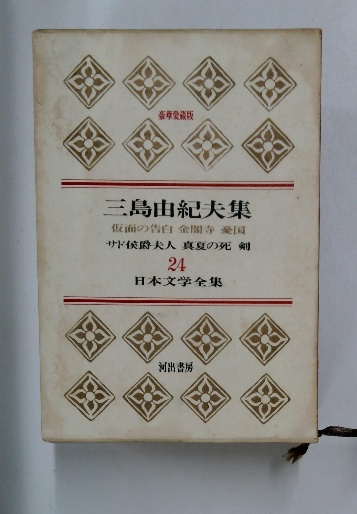 豪華愛蔵版
三島由紀夫集
仮面の告白 金閣寺 憂国
サド侯爵夫人 真夏の死 剣
24
日本文学全集
河出書房